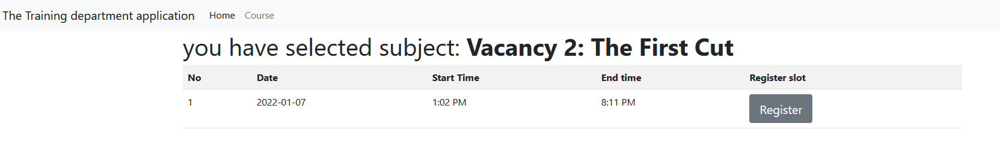 The Training department application Home Course
you have selected subject: Vacancy 2: The First Cut
No Date Start Time End time Register slot
1 2022-01-07 1:02 PM 8:11 PM Register